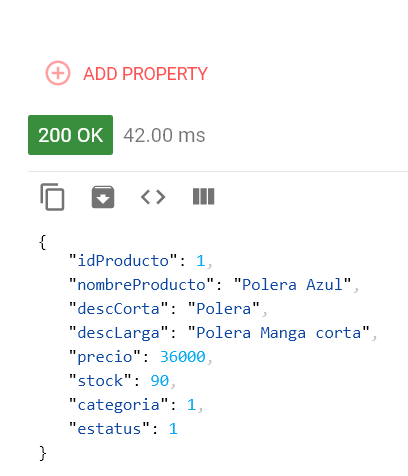 ADD PROPERTY
200 OK 42.00 ms
{
"idProducto": 1,
"nombreProducto": "Polera Azul",
"descCorta": "Polera",
"descLarga": "Polera Manga corta",
"precio": 36000,
"stock": 90,
"categoria": 1,
"estatus": 1
}